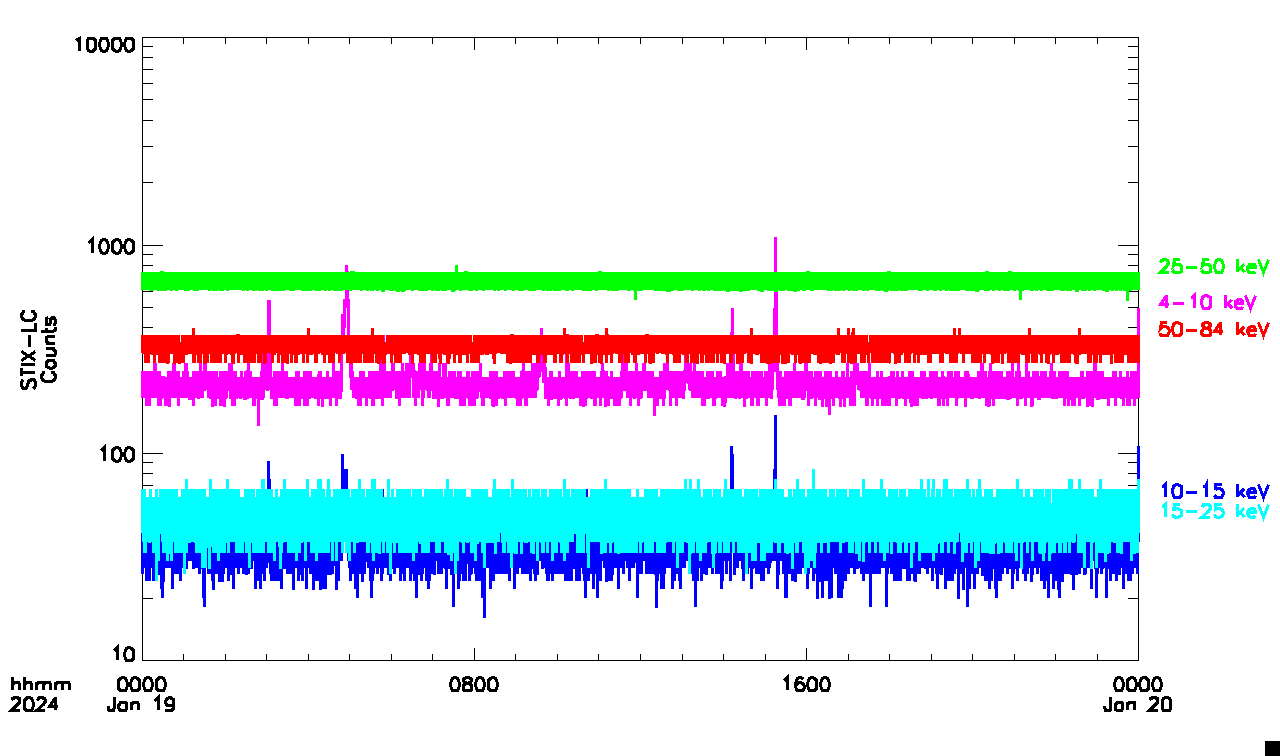 10000
1000
100
10
STIX-LC
Counts
25-50 keV
4-10 keV
50-84 keV
10-15 keV
15-25 keV
hhmm 0000 0800 1600 0000
2024 Jan 19 Jan 20